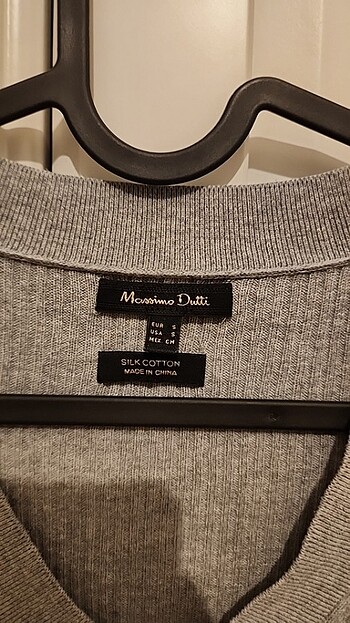 Massimo Dutti
EUR S
USA S
MEX CH
SILK COTTON
MADE IN CHINA